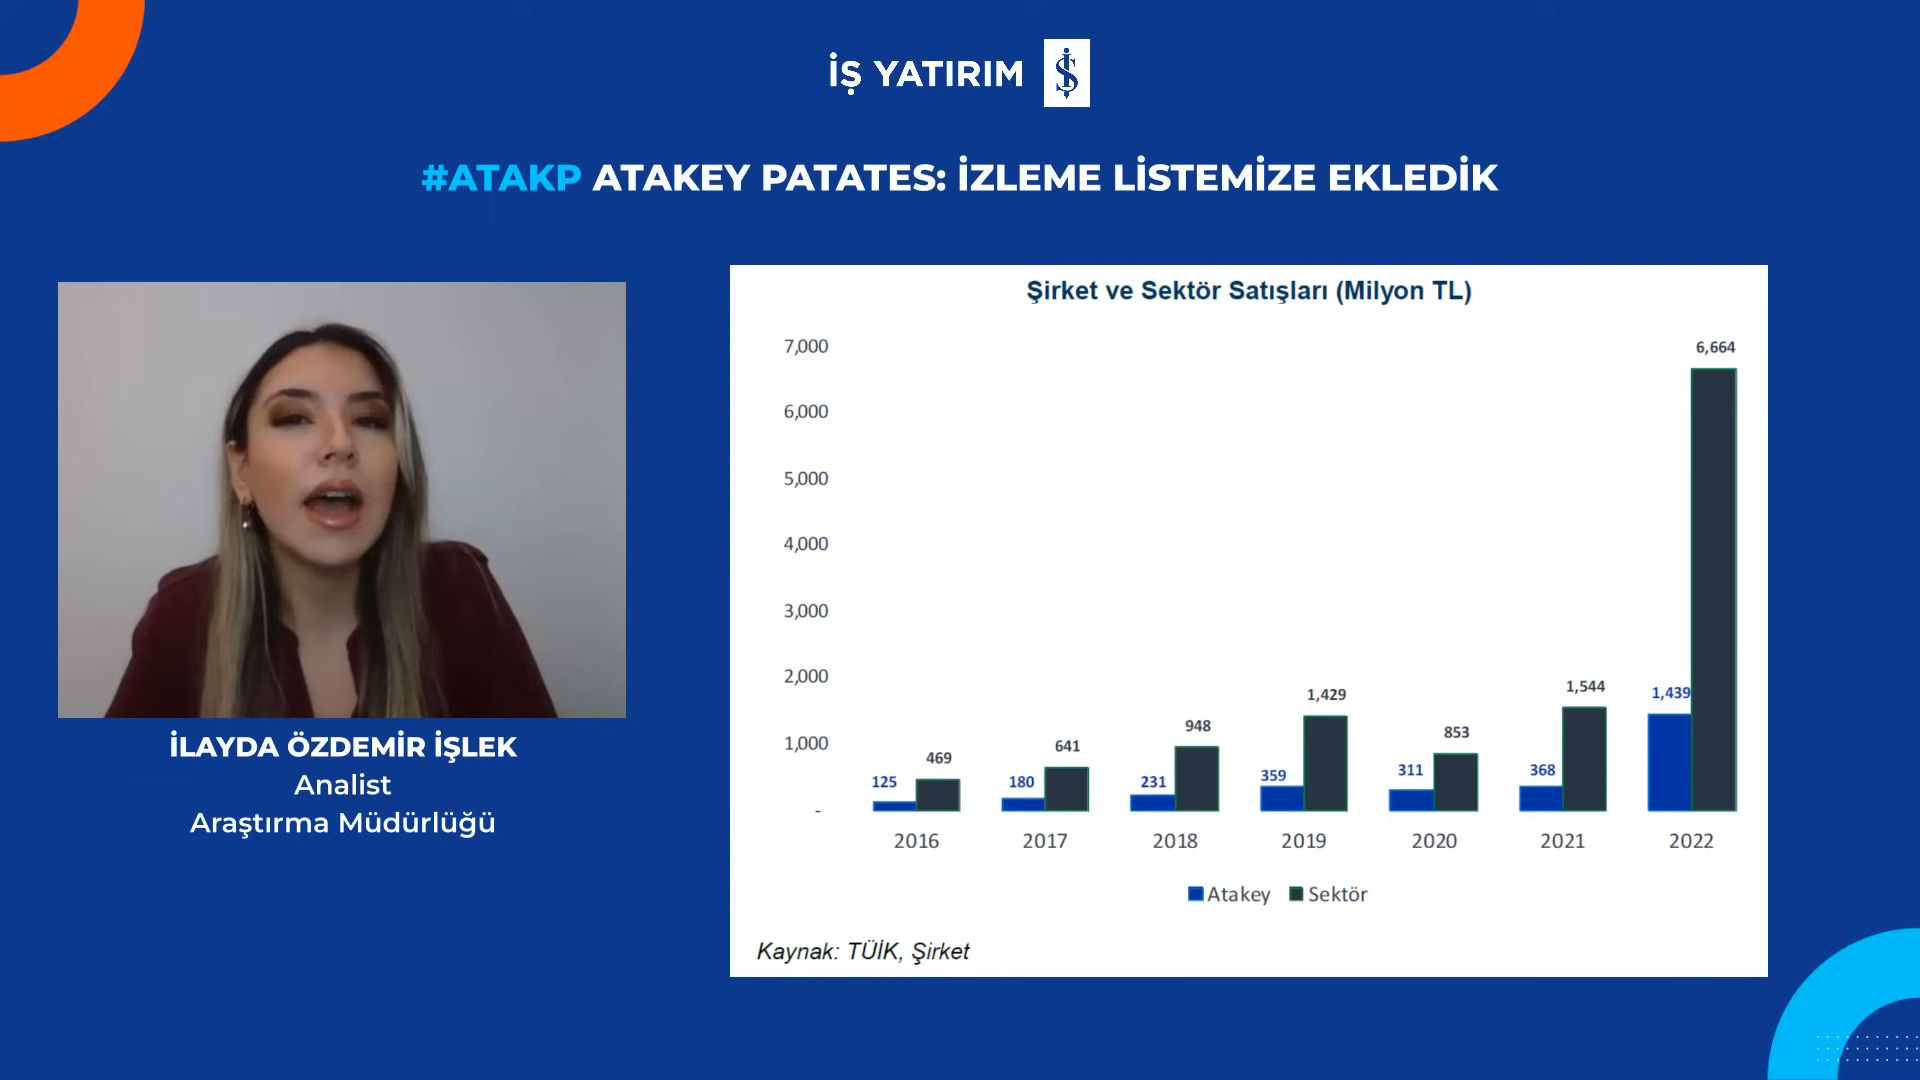 İŞ YATIRIM
#ATAKP ATAKEY PATATES: İZLEME LİSTEMİZE EKLEDİK
İLAYDA ÖZDEMİR İŞLEK
Analist
Araştırma Müdürlüğü
Şirket ve Sektör Satışları (Milyon TL)
7,000
6,000
5,000
4,000
3,000
2,000
1,000
-
125 469
180 641
231 948
359 1,429
311 853
368 1,544
1,439 6,664
2016 2017 2018 2019 2020 2021 2022
Atakey Sektör
Kaynak: TÜİK, Şirket